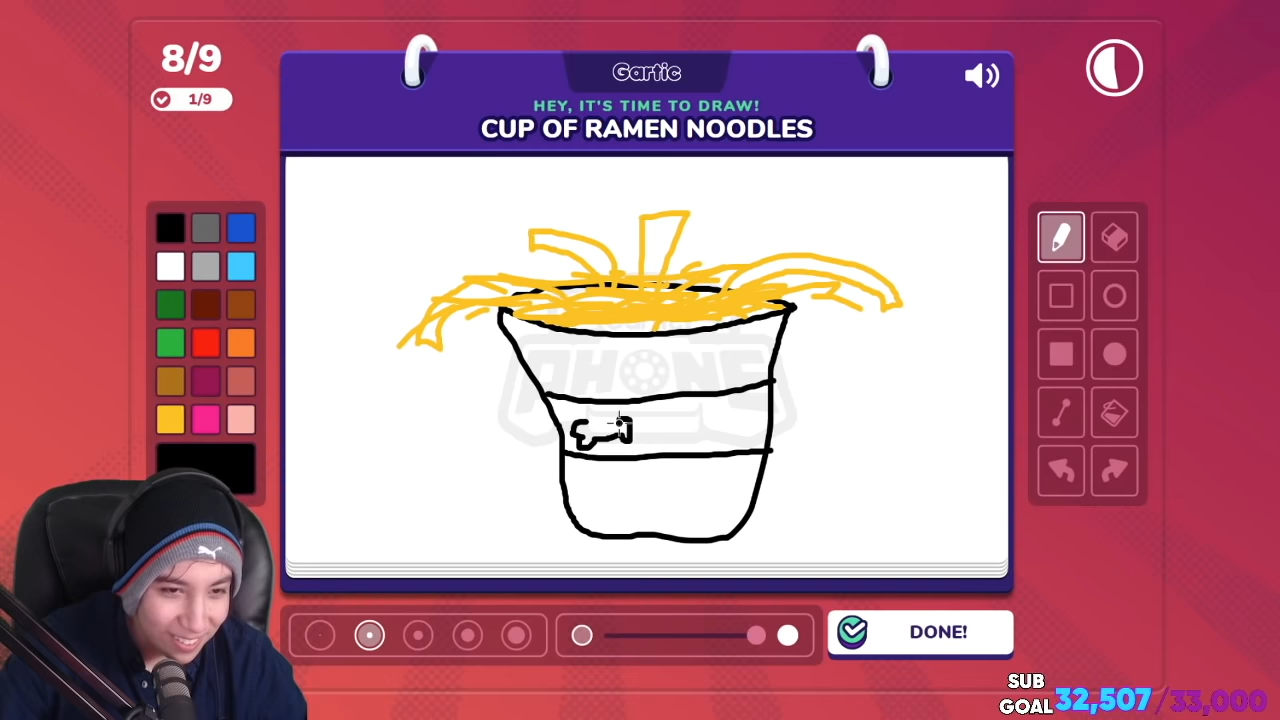 8/9
1/9
Gartic
HEY, IT'S TIME TO DRAW!
CUP OF RAMEN NOODLES
PHONE
DONE!
SUB
GOAL 32,507/33,000